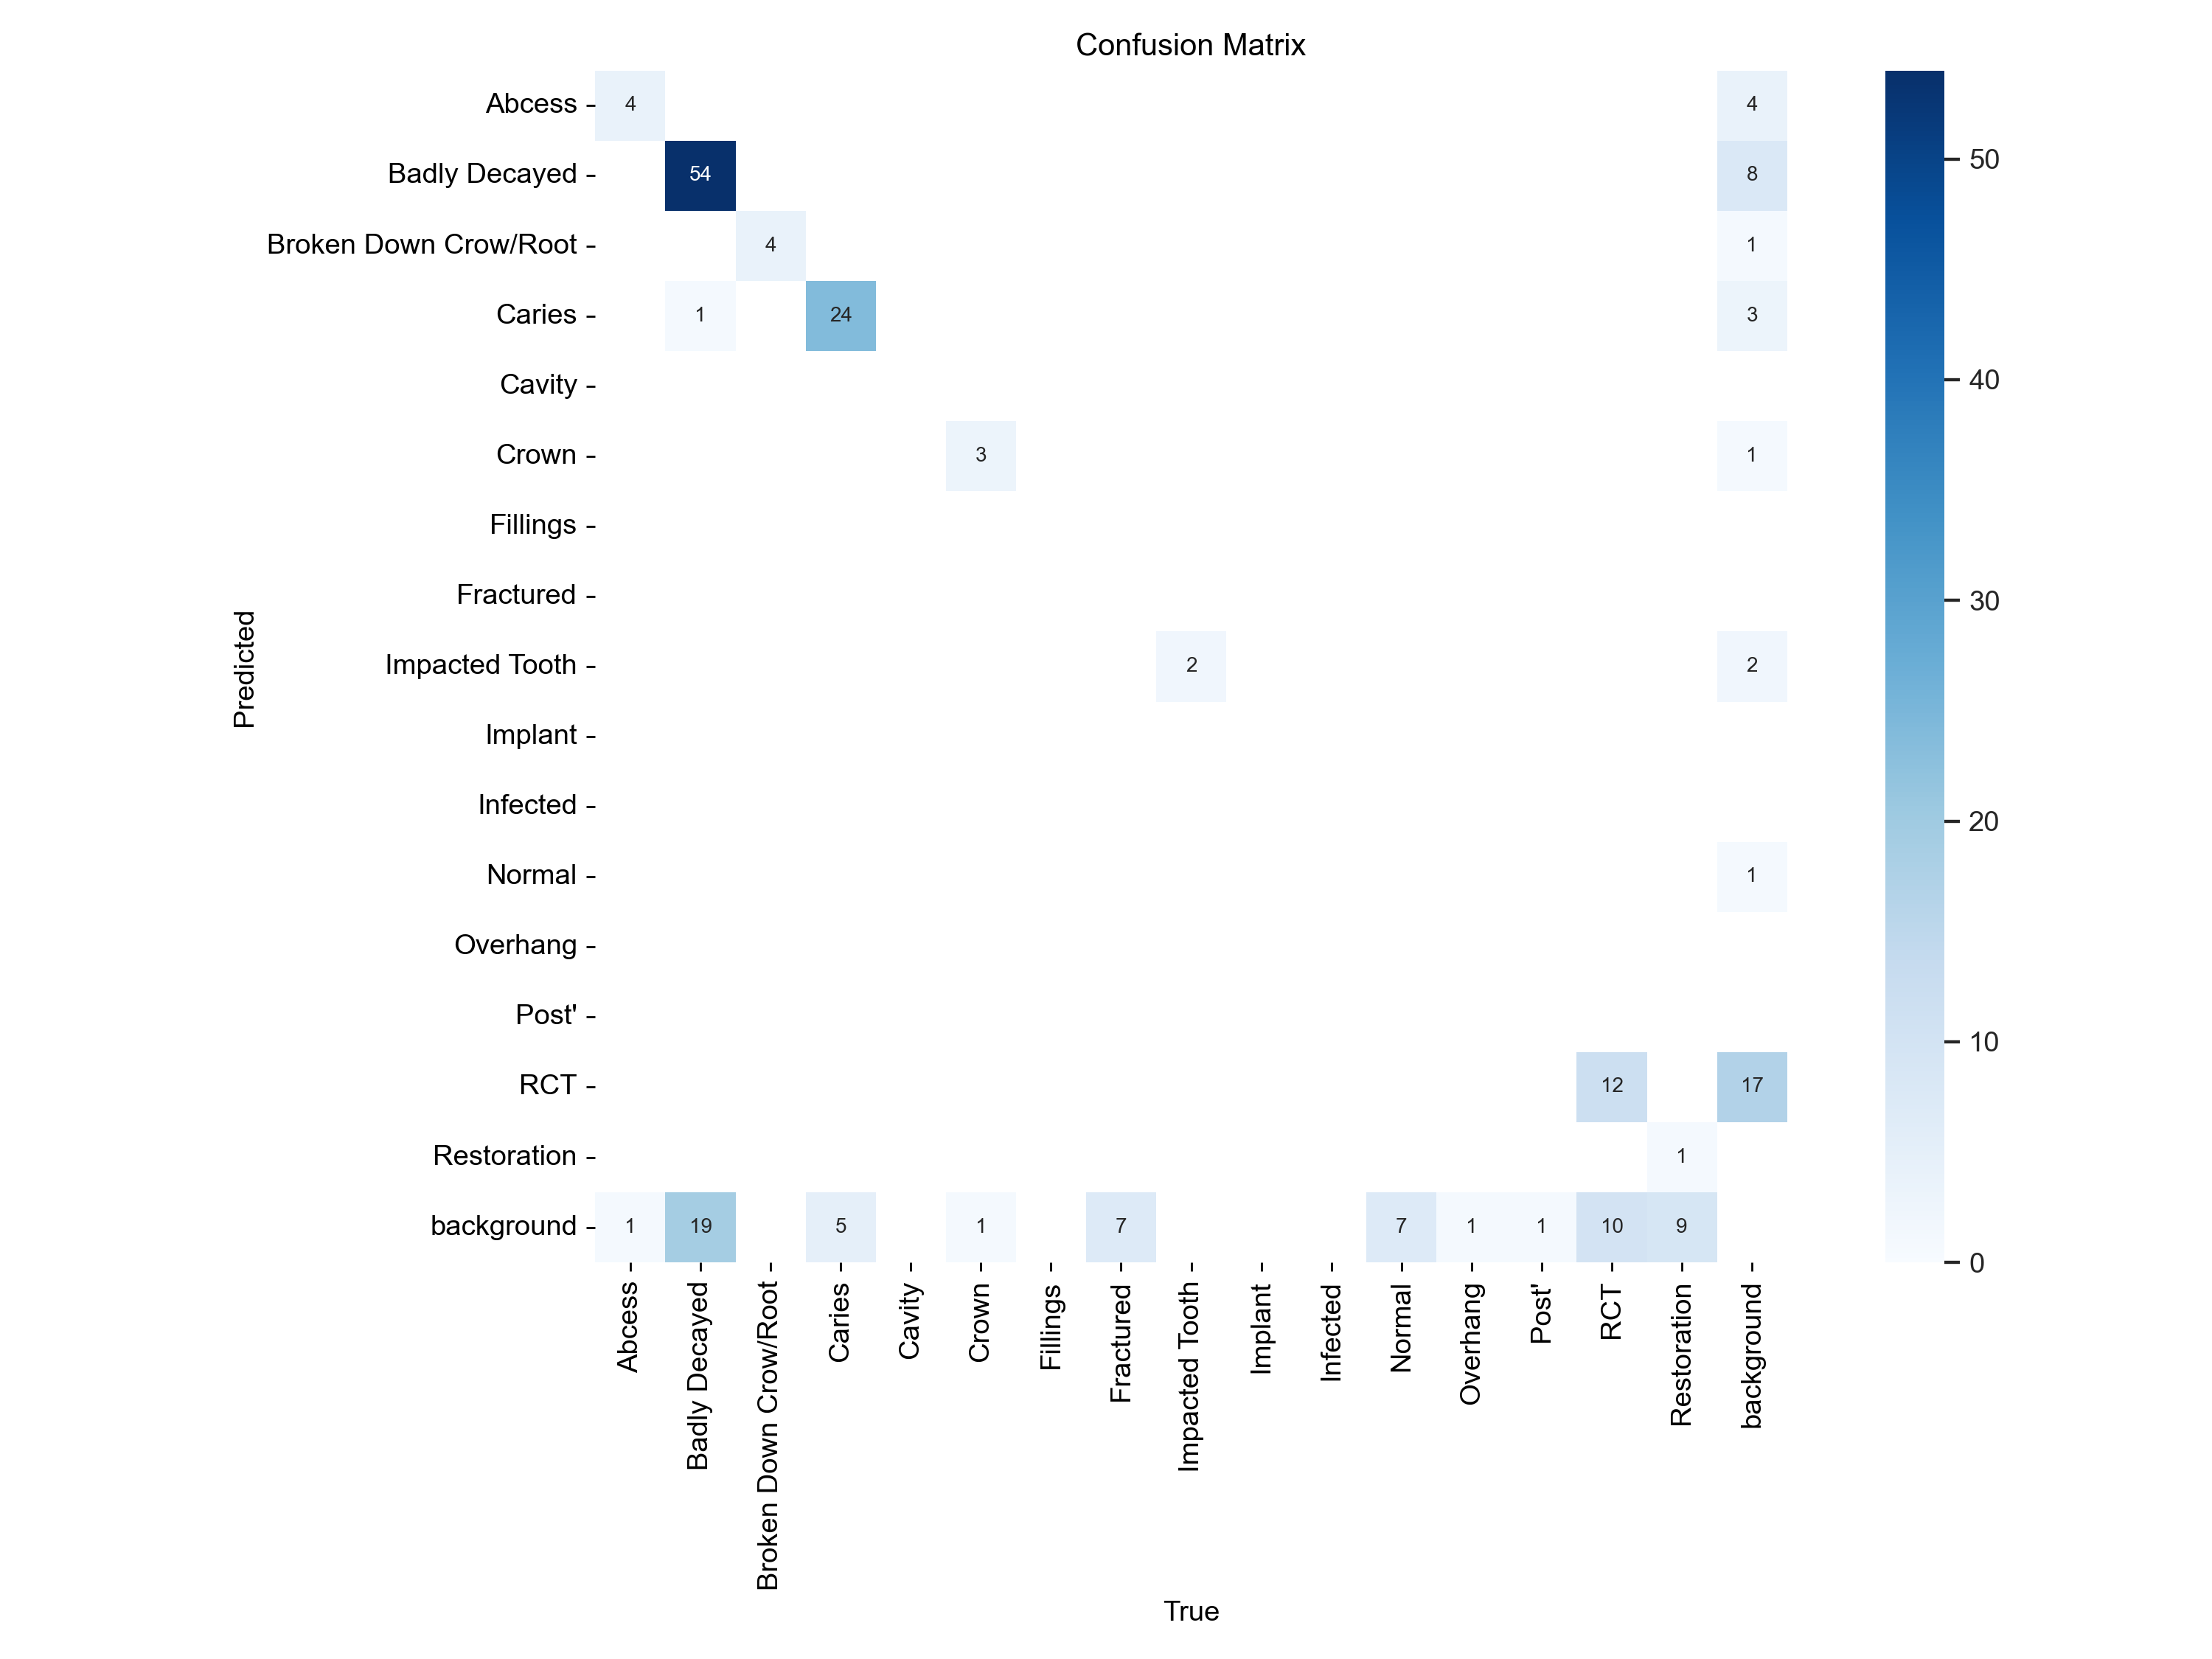 Confusion Matrix
Predicted
Abcess 4 4
Badly Decayed 54 8
Broken Down Crow/Root 4 1
Caries 1 24 3
Cavity
Crown 3 1
Fillings
Fractured
Impacted Tooth 2 2
Implant
Infected
Normal 1
Overhang
Post'
RCT 12 17
Restoration 1
background 1 19 5 1 7 7 1 1 10 9
Abcess
Badly Decayed
Broken Down Crow/Root
Caries
Cavity
Crown
Fillings
Fractured
Impacted Tooth
Implant
Infected
Normal
Overhang
Post'
RCT
Restoration
background
True
50
40
30
20
10
0